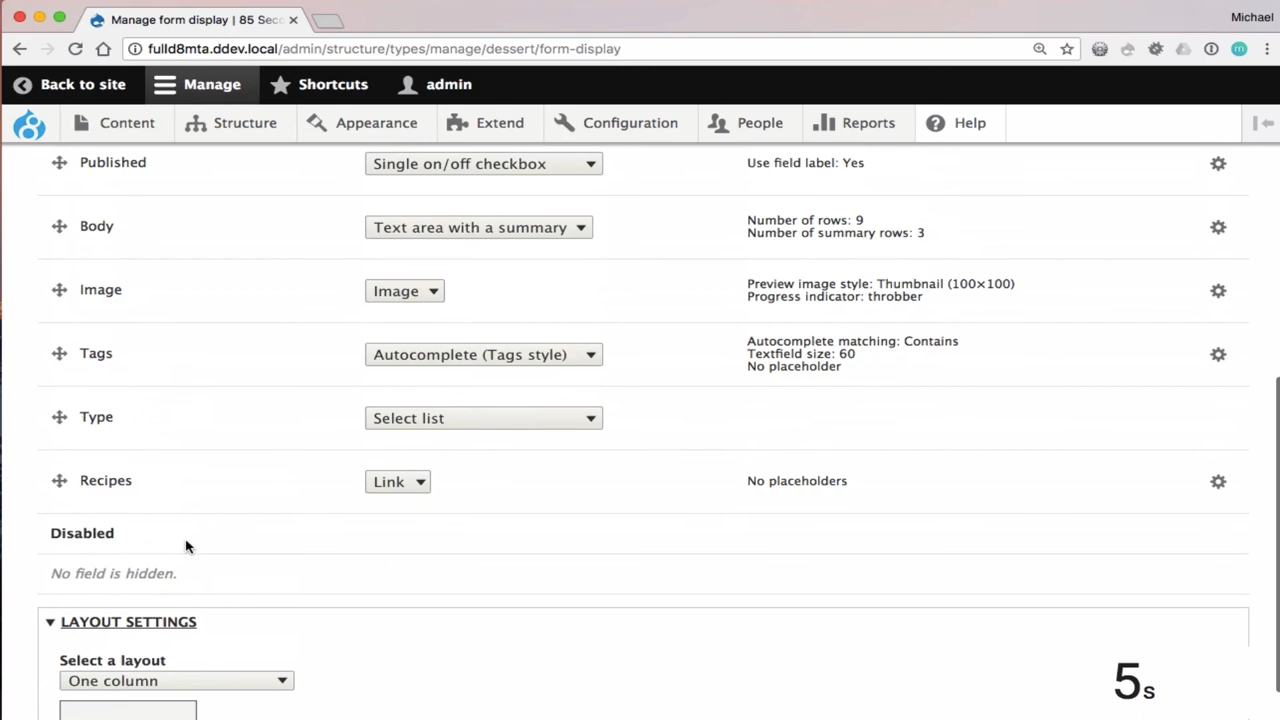 Manage form display | 85 Seco
Michael
fulld8mta.ddev.local/admin/structure/types/manage/dessert/form-display
Back to site Manage Shortcuts admin
Content Structure Appearance Extend Configuration People Reports Help
Published Single on/off checkbox Use field label: Yes
Body Text area with a summary Number of rows: 9
Number of summary rows: 3
Image Image Preview image style: Thumbnail (100×100)
Progress indicator: throbber
Tags Autocomplete (Tags style) Autocomplete matching: Contains
Textfield size: 60
No placeholder
Type Select list
Recipes Link No placeholders
Disabled
No field is hidden.
LAYOUT SETTINGS
Select a layout
One column
5s